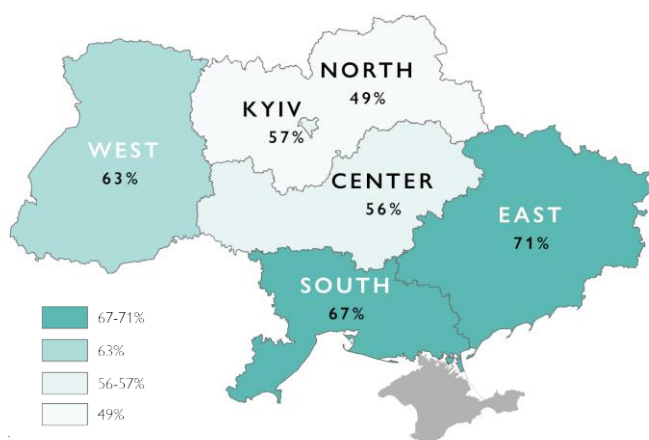 NORTH
49%
KYIV
57%
WEST
63%
CENTER
56%
EAST
71%
SOUTH
67%
67-71%
63%
56-57%
49%